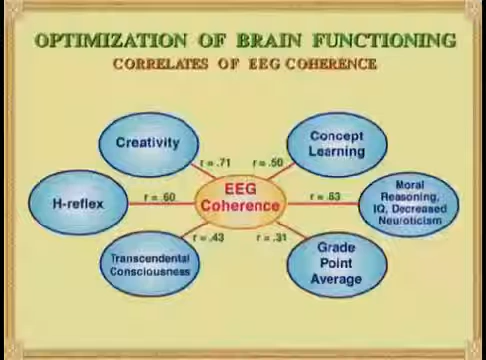 OPTIMIZATION OF BRAIN FUNCTIONING
CORRELATES OF EEG COHERENCE
Creativity
Concept
Learning
r = .71
r = .50
H-reflex
r = .60
EEG
Coherence
r = .63
Moral
Reasoning,
IQ, Decreased
Neuroticism
r = .43
r = .31
Transcendental
Consciousness
Grade
Point
Average